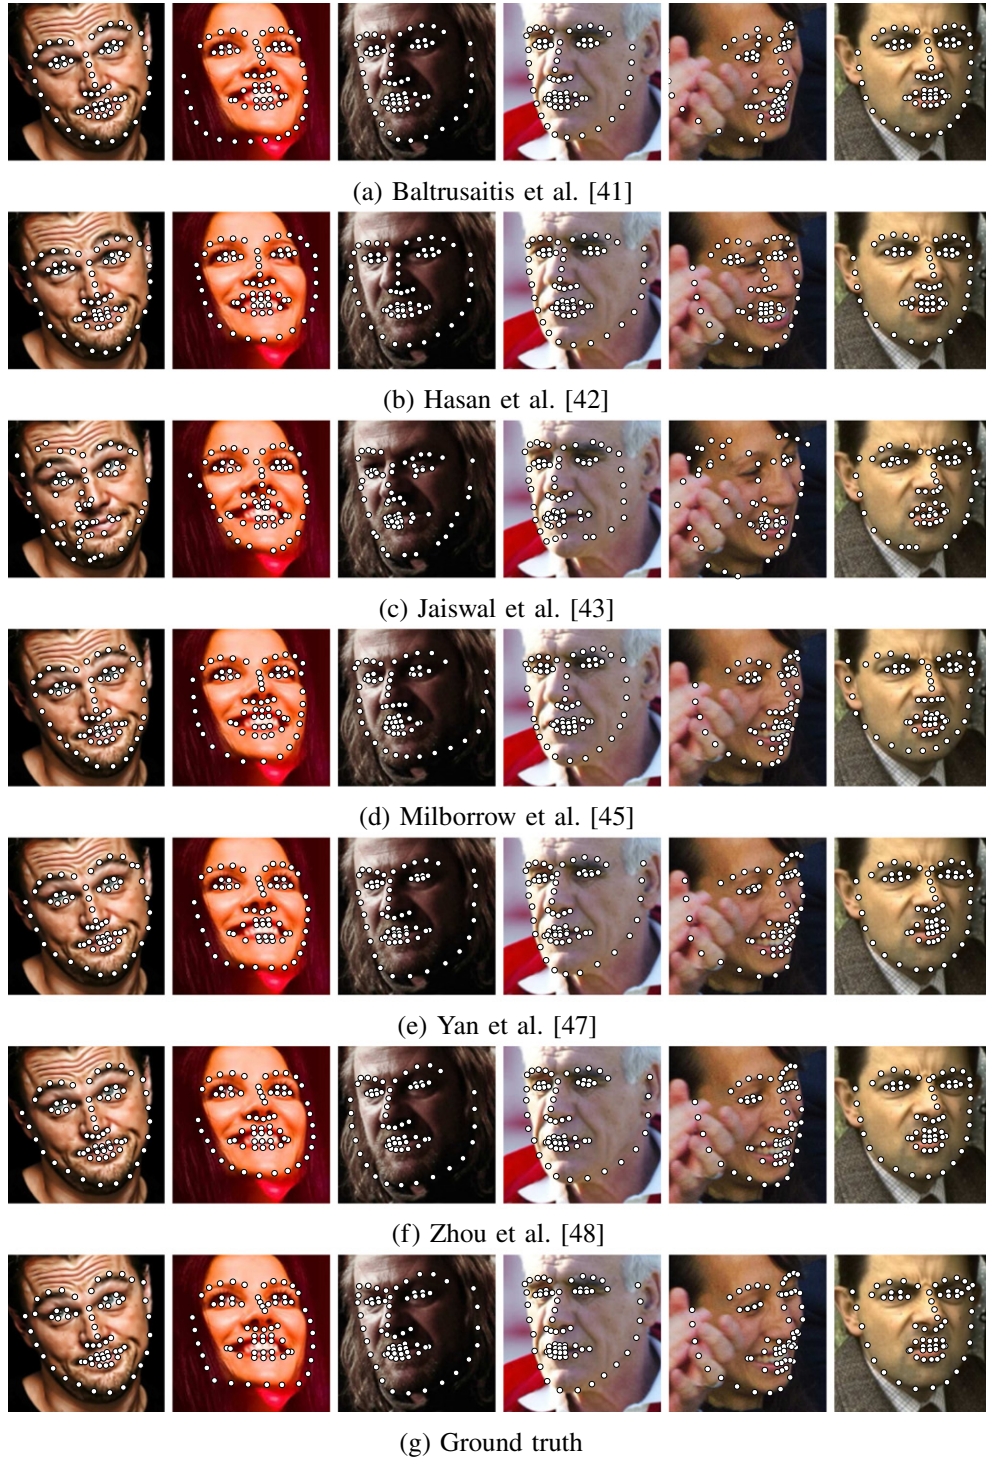 (a) Baltrusaitis et al. [41]
(b) Hasan et al. [42]
(c) Jaiswal et al. [43]
(d) Milborrow et al. [45]
(e) Yan et al. [47]
(f) Zhou et al. [48]
(g) Ground truth